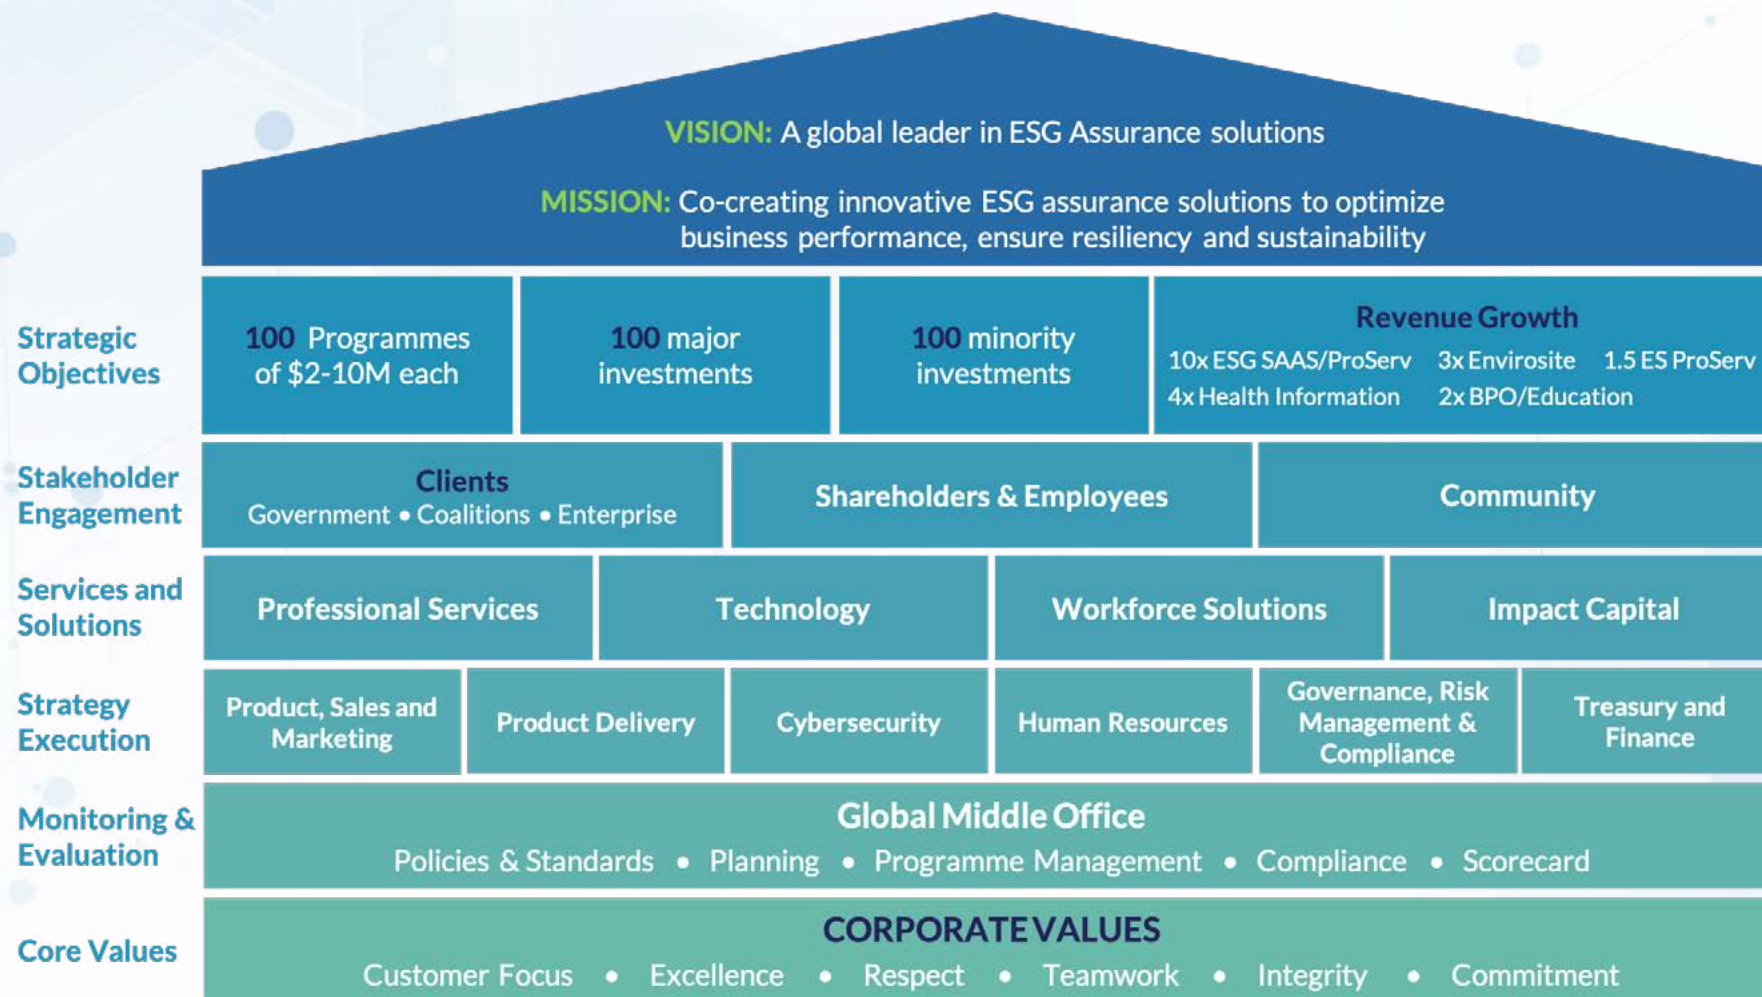 VISION: A global leader in ESG Assurance solutions
MISSION: Co-creating innovative ESG assurance solutions to optimize
business performance, ensure resiliency and sustainability
Strategic
Objectives
100 Programmes
of $2-10M each
100 major
investments
100 minority
investments
Revenue Growth
10x ESG SAAS/ProServ 3x Envirosite 1.5 ES ProServ
4x Health Information 2x BPO/Education
Stakeholder
Engagement
Clients
Government • Coalitions • Enterprise
Shareholders & Employees
Community
Services and
Solutions
Professional Services
Technology
Workforce Solutions
Impact Capital
Strategy
Execution
Product, Sales and
Marketing
Product Delivery
Cybersecurity
Human Resources
Governance, Risk
Management &
Compliance
Treasury and
Finance
Monitoring &
Evaluation
Global Middle Office
Policies & Standards • Planning • Programme Management • Compliance • Scorecard
Core Values
CORPORATE VALUES
Customer Focus • Excellence • Respect • Teamwork • Integrity • Commitment